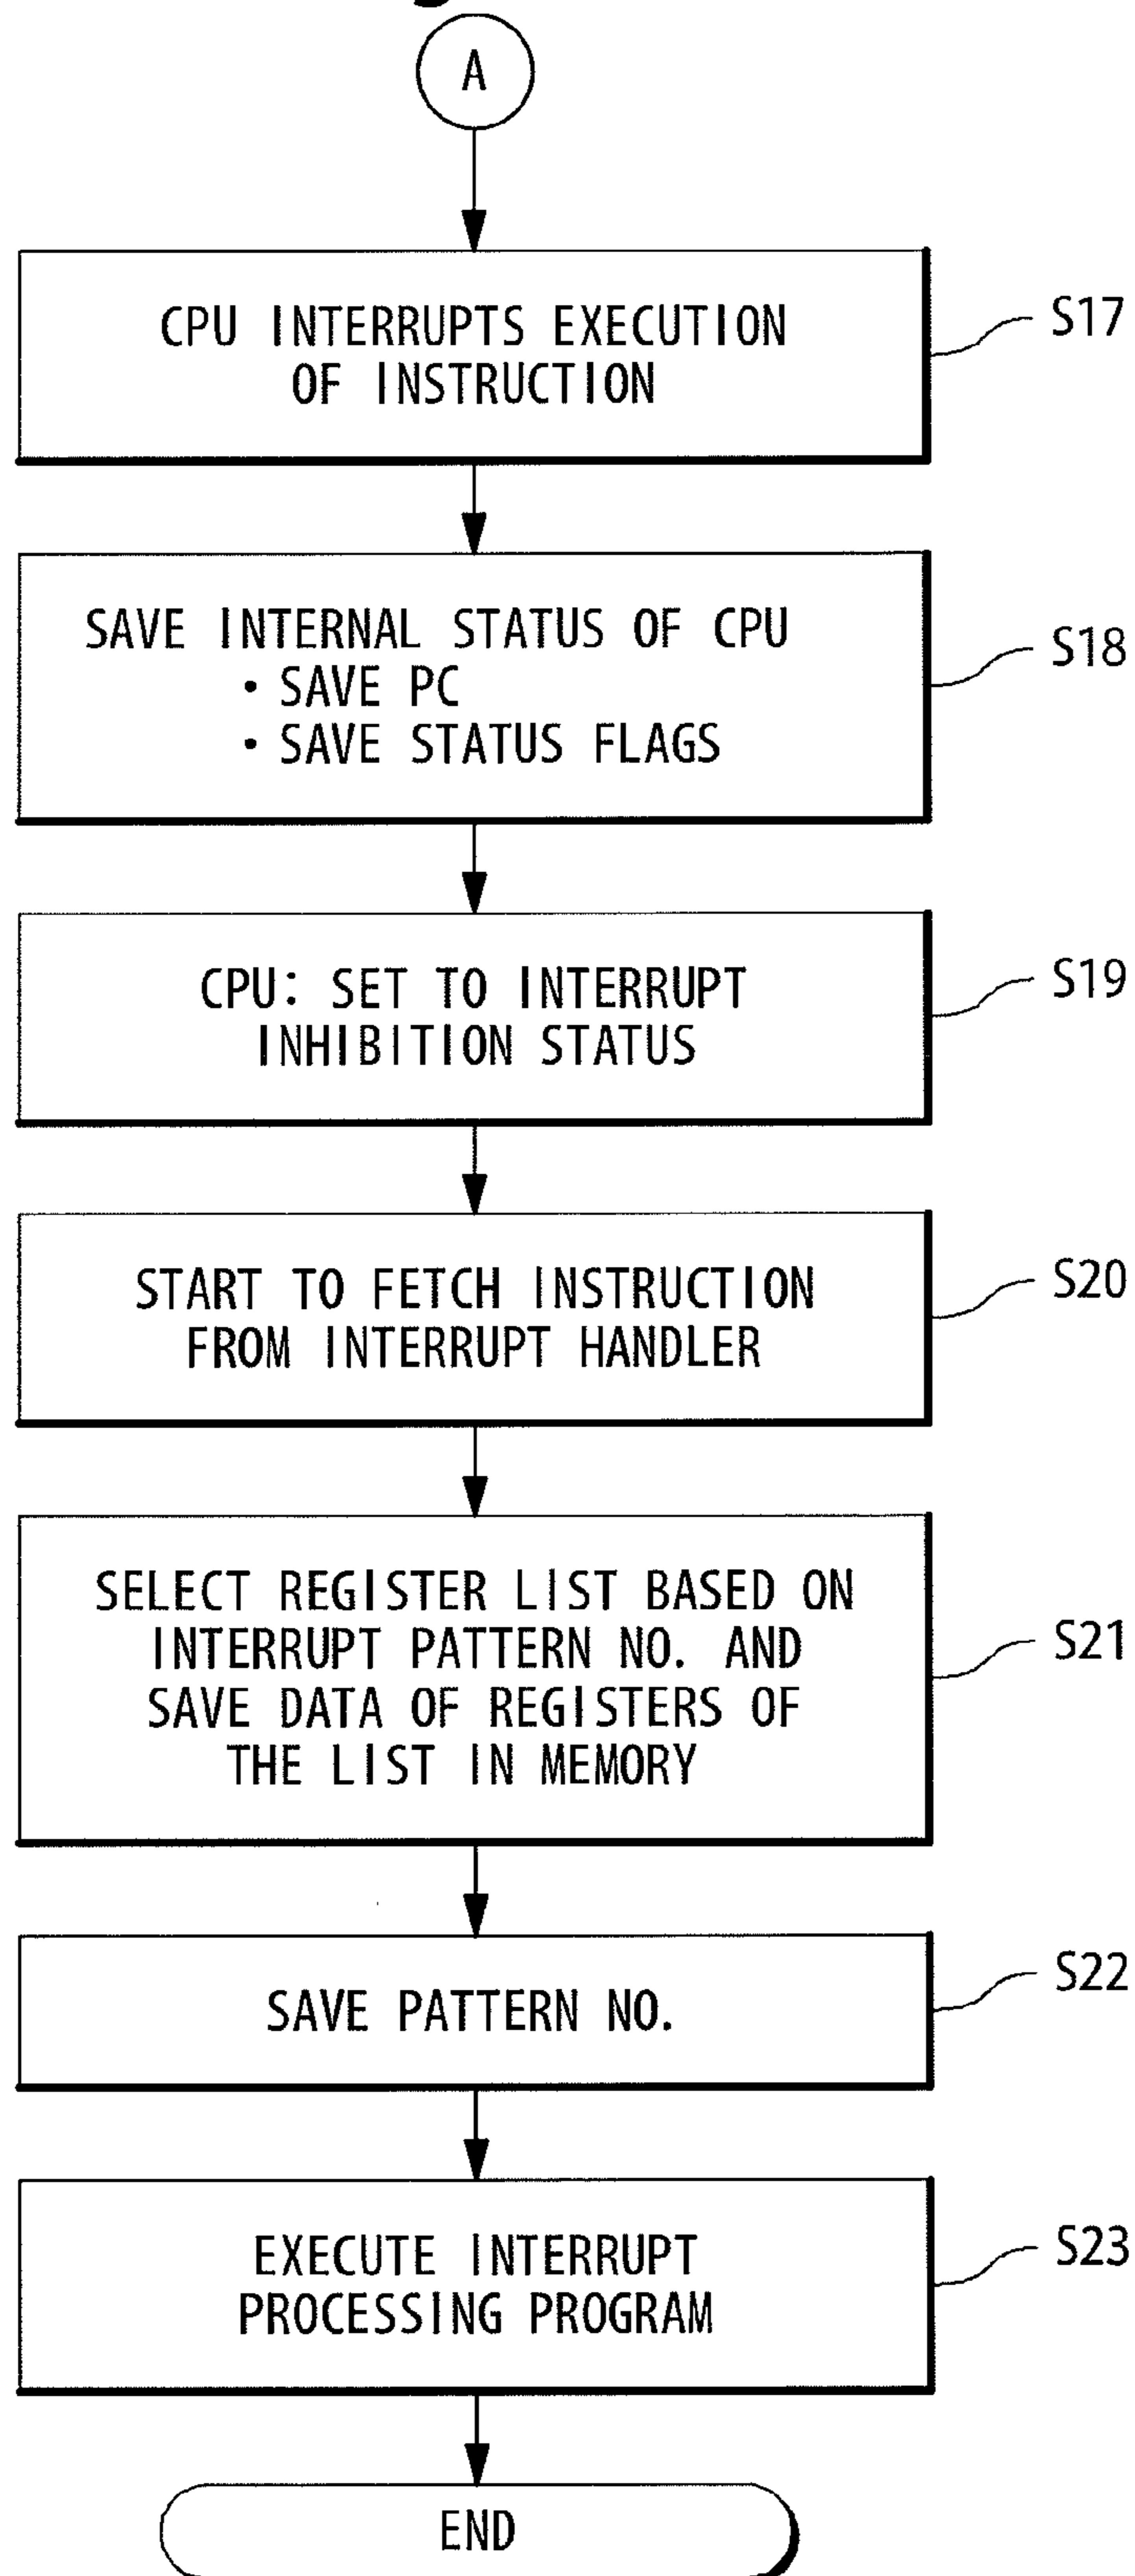 A
CPU INTERRUPTS EXECUTION
OF INSTRUCTION
S17
SAVE INTERNAL STATUS OF CPU
• SAVE PC
• SAVE STATUS FLAGS
S18
CPU: SET TO INTERRUPT
INHIBITION STATUS
S19
START TO FETCH INSTRUCTION
FROM INTERRUPT HANDLER
S20
SELECT REGISTER LIST BASED ON
INTERRUPT PATTERN NO. AND
SAVE DATA OF REGISTERS OF
THE LIST IN MEMORY
S21
SAVE PATTERN NO.
S22
EXECUTE INTERRUPT
PROCESSING PROGRAM
S23
END